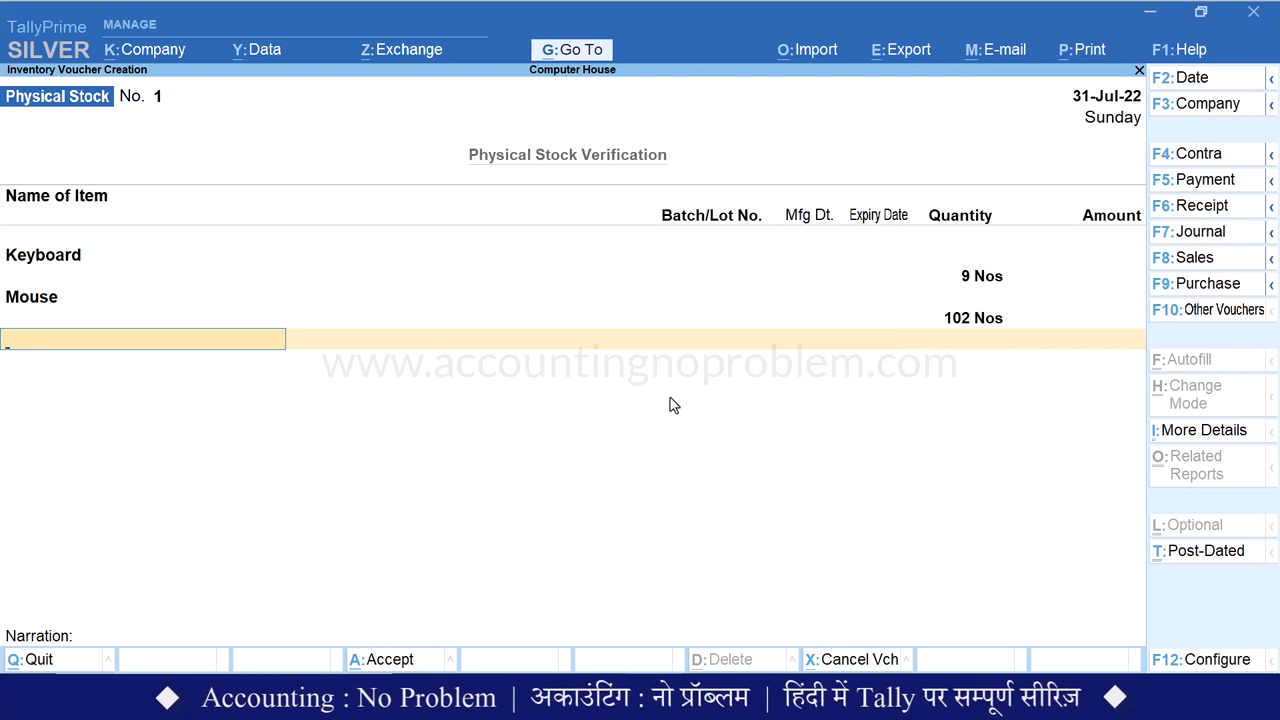 TallyPrime MANAGE
SILVER K:Company Y:Data Z:Exchange G:Go To O:Import E:Export M:E-mail P:Print F1:Help
Inventory Voucher Creation Computer House
Physical Stock No. 1 31-Jul-22
Sunday
Physical Stock Verification
Name of Item
Batch/Lot No. Mfg Dt. Expiry Date Quantity Amount
Keyboard
9 Nos
Mouse
102 Nos
www.accountingnoproblem.com
Narration:
Q:Quit A:Accept D:Delete X:Cancel Vch
F2:Date
F3:Company
F4:Contra
F5:Payment
F6:Receipt
F7:Journal
F8:Sales
F9:Purchase
F10:Other Vouchers
F:Autofill
H:Change
Mode
I:More Details
O:Related
Reports
L:Optional
T:Post-Dated
F12:Configure
Accounting : No Problem | अकाउंटिंग : नो प्रॉब्लम | हिंदी में Tally पर सम्पूर्ण सीरिज़